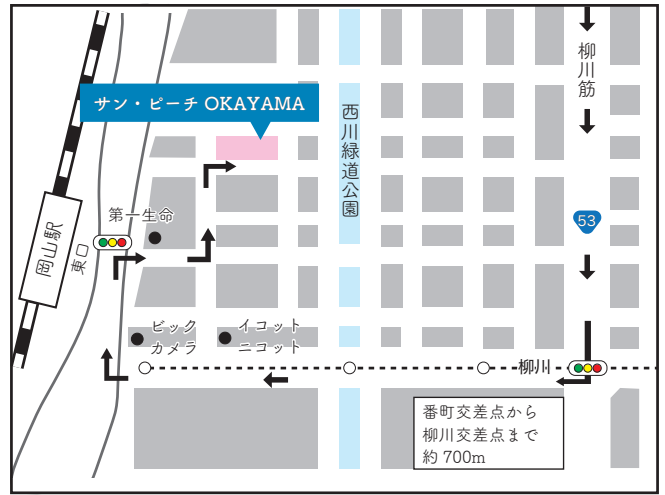 サン・ピーチ OKAYAMA
柳川筋
西川緑道公園
53
岡山駅
東口
第一生命
ビック
カメラ
イコット
ニコット
柳川
番町交差点から
柳川交差点まで
約 700m